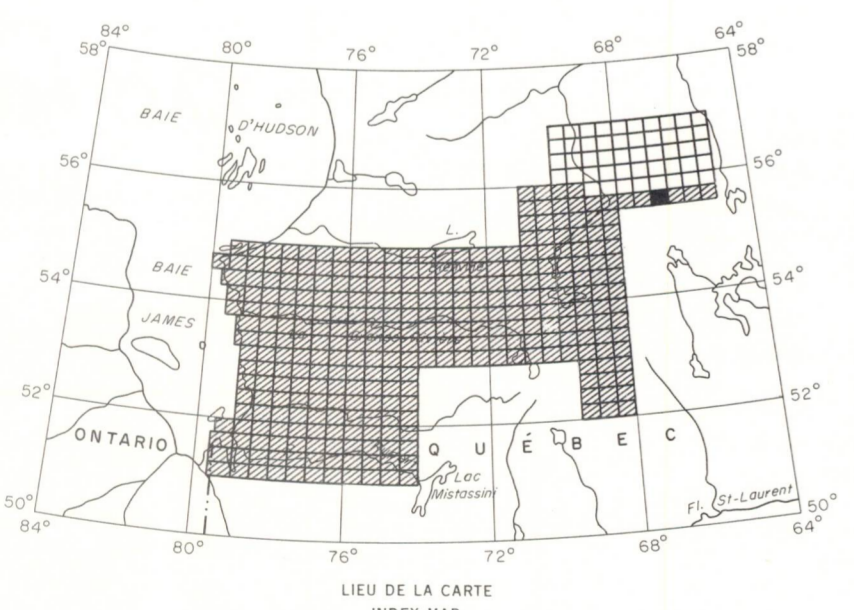 84° 80° 76° 72° 68° 64°
58° 58°
BAIE
D'HUDSON
56° 56°
L.
BAIE
54° 54°
JAMES
52° 52°
ONTARIO
QUÉBEC
Lac
Mistassini
Fl. St-Laurent
50° 50°
84° 80° 76° 72° 68° 64°
LIEU DE LA CARTE
INDEX MAP